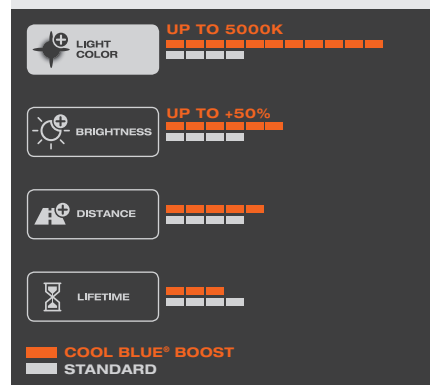 UP TO 5000K
LIGHT
COLOR
UP TO +50%
BRIGHTNESS
DISTANCE
LIFETIME
COOL BLUE® BOOST
STANDARD